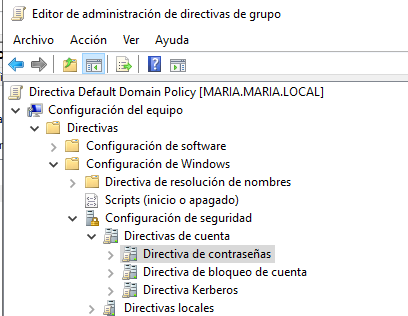 Editor de administración de directivas de grupo
Archivo Acción Ver Ayuda
Directiva Default Domain Policy [MARIA.MARIA.LOCAL]
Configuración del equipo
Directivas
Configuración de software
Configuración de Windows
Directiva de resolución de nombres
Scripts (inicio o apagado)
Configuración de seguridad
Directivas de cuenta
Directiva de contraseñas
Directiva de bloqueo de cuenta
Directiva Kerberos
Directivas locales